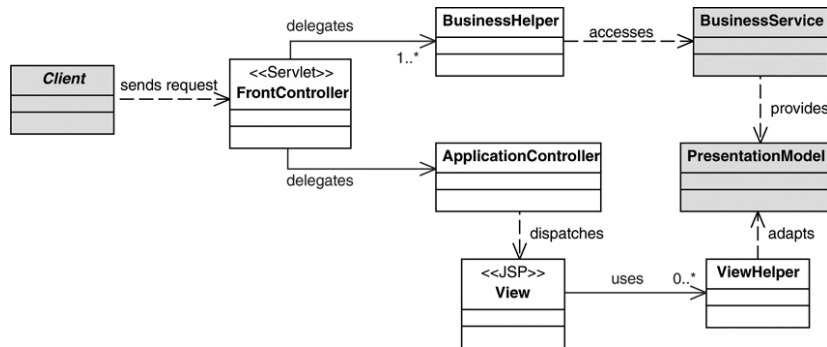 delegates
BusinessHelper
accesses
BusinessService
1..*
Client
sends request
<<Servlet>>
FrontController
provides
delegates
ApplicationController
PresentationModel
dispatches
adapts
<<JSP>>
View
uses
0..*
ViewHelper